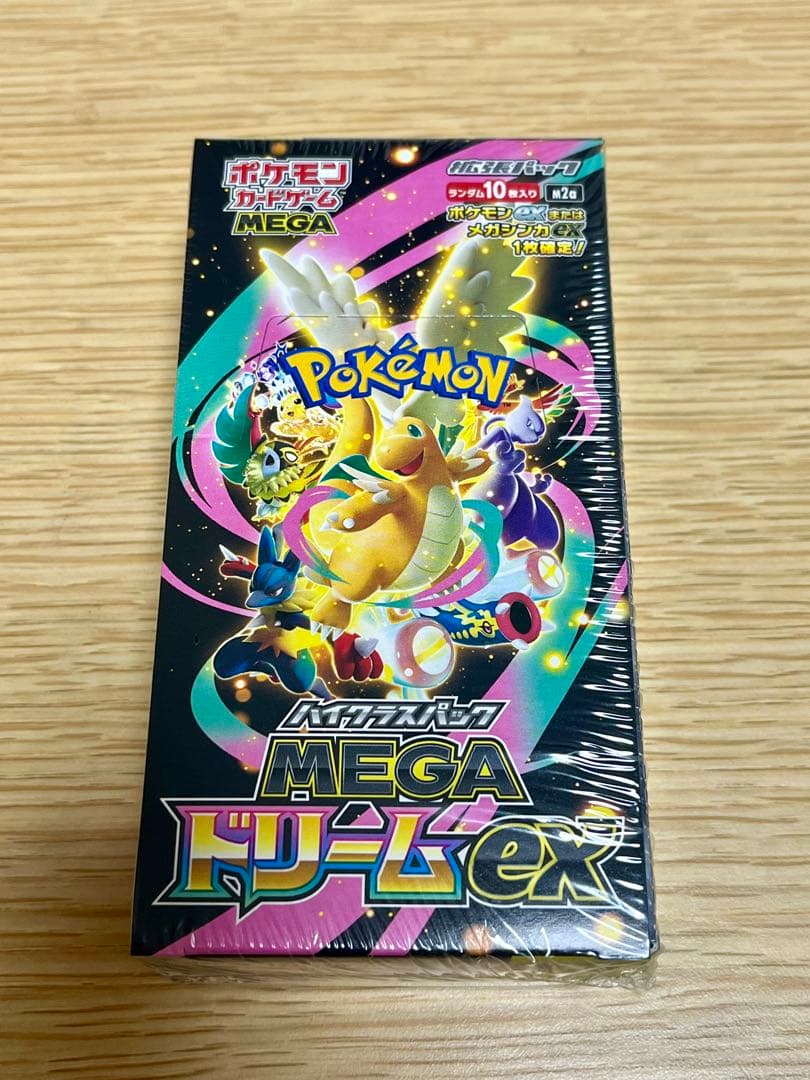 ポケモン
カードゲーム
MEGA
拡張パック
ランダム10枚入り M2a
ポケモンexまたは
メガシンカex
1枚確定!
POKéMON
ハイクラスパック
MEGA
ドリームex